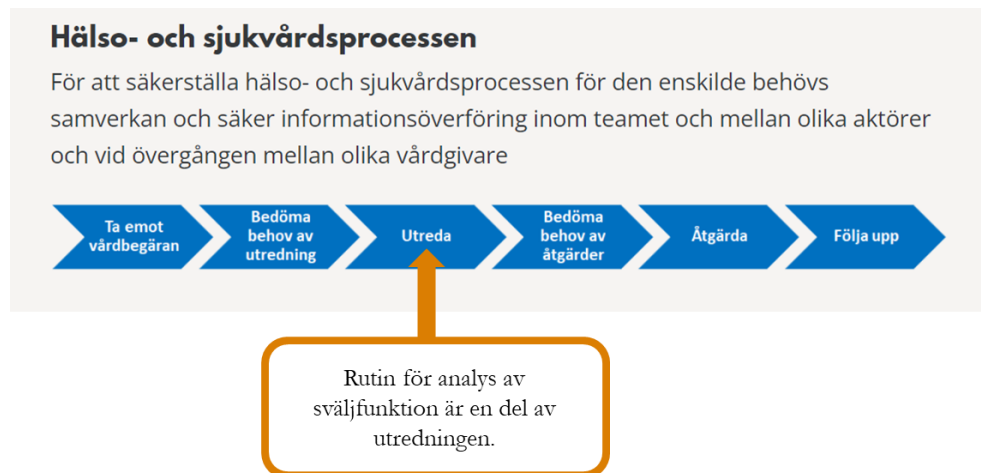 Hälso- och sjukvårdsprocessen
För att säkerställa hälso- och sjukvårdsprocessen för den enskilde behövs
samverkan och säker informationsöverföring inom teamet och mellan olika aktörer
och vid övergången mellan olika vårdgivare
Ta emot
vårdbegäran
Bedöma
behov av
utredning
Utreda
Bedöma
behov av
åtgärder
Åtgärda
Följa upp
Rutin för analys av
sväljfunktion är en del av
utredningen.